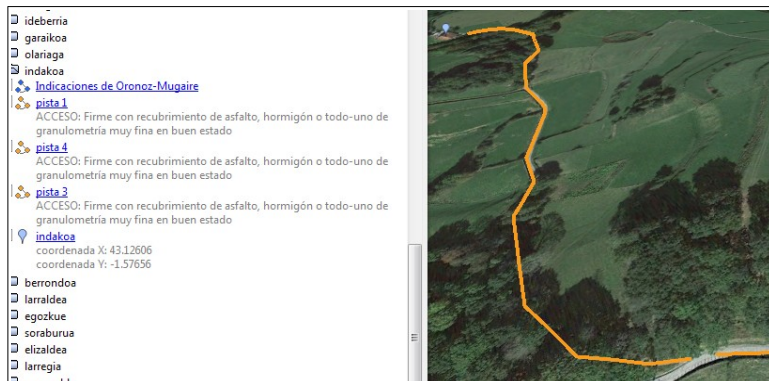 ideberria
garaikoa
olariaga
indakoa
Indicaciones de Oronoz-Mugaire
pista 1
ACCESO: Firme con recubrimiento de asfalto, hormigón o todo-uno de
granulometría muy fina en buen estado
pista 4
ACCESO: Firme con recubrimiento de asfalto, hormigón o todo-uno de
granulometría muy fina en buen estado
pista 3
ACCESO: Firme con recubrimiento de asfalto, hormigón o todo-uno de
granulometría muy fina en buen estado
indakoa
coordenada X: 43.12606
coordenada Y: -1.57656
berrondoa
larraldea
egozkue
soraburua
elizaldea
larregia